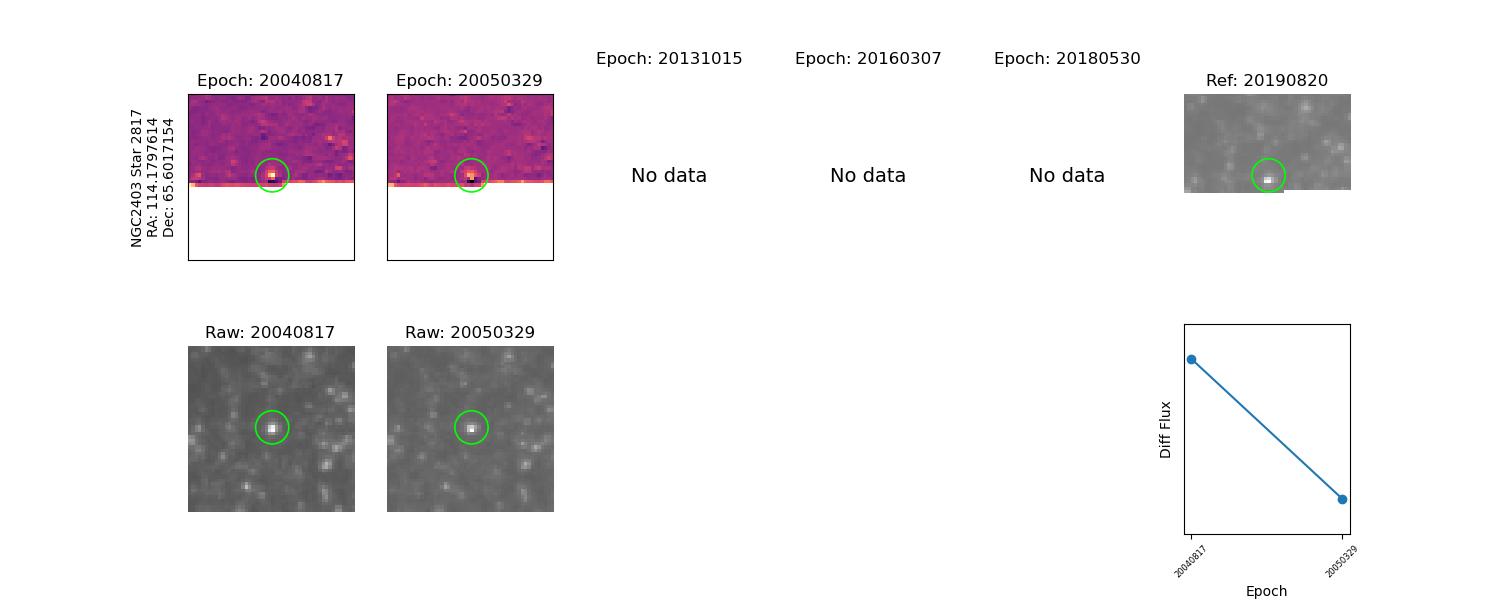 Epoch: 20040817
Epoch: 20050329
Epoch: 20131015
Epoch: 20160307
Epoch: 20180530
Ref: 20190820
NGC2403 Star 2817
RA: 114.1797614
Dec: 65.6017154
No data
No data
No data
Raw: 20040817
Raw: 20050329
Diff Flux
20040817
20050329
Epoch